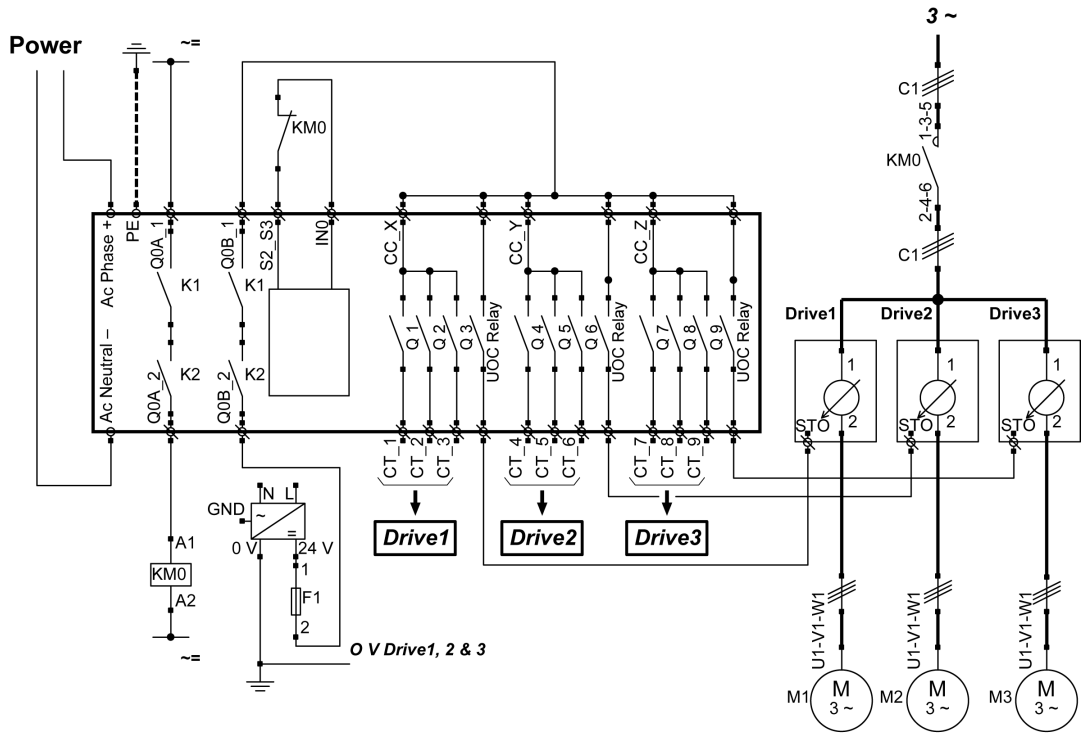 3 ~
Power
~=
C1
1-3-5
KM0
2-4-6
C1
KM0
Ac Phase +
PE
Q0A_1
Q0B_1
S2_S3
IN0
CC_X
CC_Y
CC_Z
K1
K1
Q 1
Q 2
Q 3
UOC Relay
Q 4
Q 5
Q 6
UOC Relay
Q 7
Q 8
Q 9
UOC Relay
Ac Neutral –
Q0A_2
K2
Q0B_2
K2
Drive1
Drive2
Drive3
1
1
1
STO
2
STO
2
STO
2
CT_1
CT_2
CT_3
CT_4
CT_5
CT_6
CT_7
CT_8
CT_9
Drive1
Drive2
Drive3
N L
GND
~
=
0 V
24 V
1
F1
2
A1
KM0
A2
~=
O V Drive1, 2 & 3
U1-V1-W1
U1-V1-W1
U1-V1-W1
M1
M
3 ~
M2
M
3 ~
M3
M
3 ~